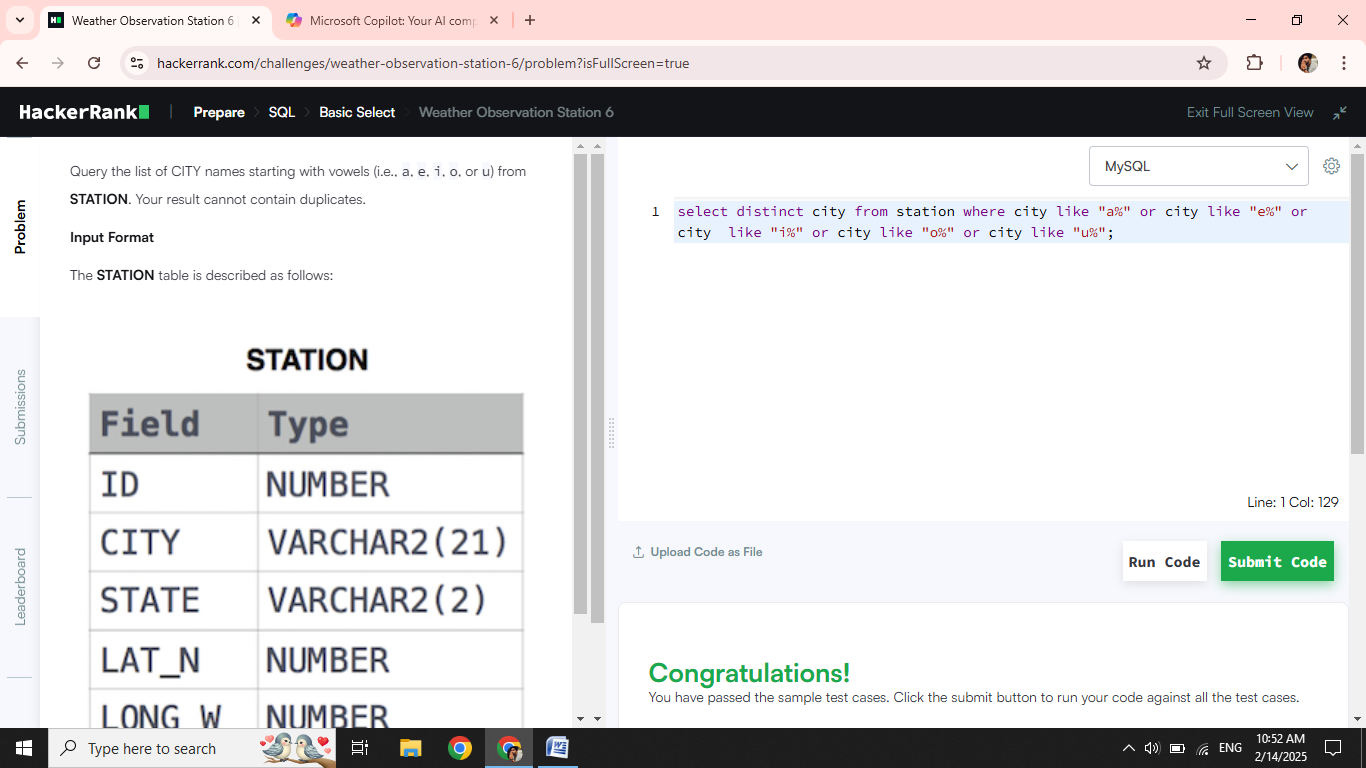 Weather Observation Station 6
Microsoft Copilot: Your AI comp
hackerrank.com/challenges/weather-observation-station-6/problem?isFullScreen=true
HackerRank
Prepare
SQL
Basic Select
Weather Observation Station 6
Exit Full Screen View
Problem
Submissions
Leaderboard
Query the list of CITY names starting with vowels (i.e., a, e, i, o, or u) from
STATION. Your result cannot contain duplicates.
Input Format
The STATION table is described as follows:
STATION
Field Type
ID NUMBER
CITY VARCHAR2(21)
STATE VARCHAR2(2)
LAT_N NUMBER
LONG_W NUMBER
MySQL
1 select distinct city from station where city like "a%" or city like "e%" or
city  like "i%" or city like "o%" or city like "u%";
Line: 1 Col: 129
Upload Code as File
Run Code
Submit Code
Congratulations!
You have passed the sample test cases. Click the submit button to run your code against all the test cases.
Type here to search
ENG
10:52 AM
2/14/2025